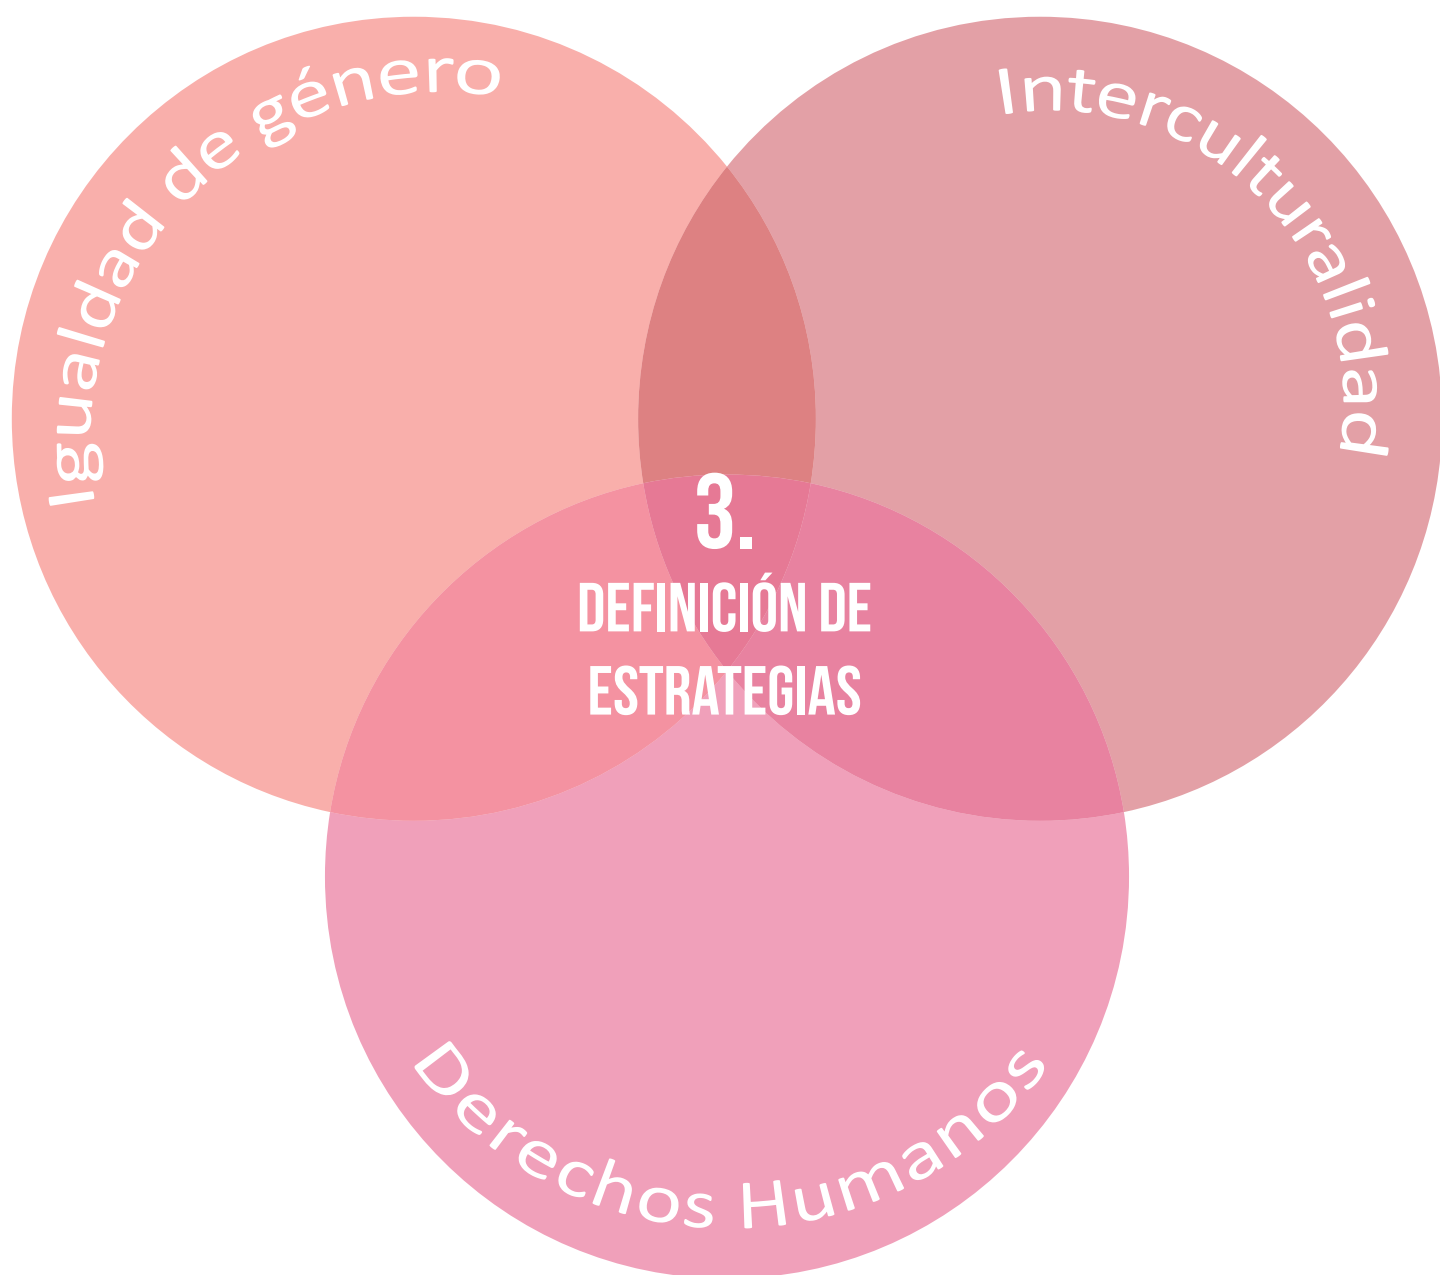 Igualdad de género
Interculturalidad
3.
DEFINICIÓN DE
ESTRATEGIAS
Derechos Humanos